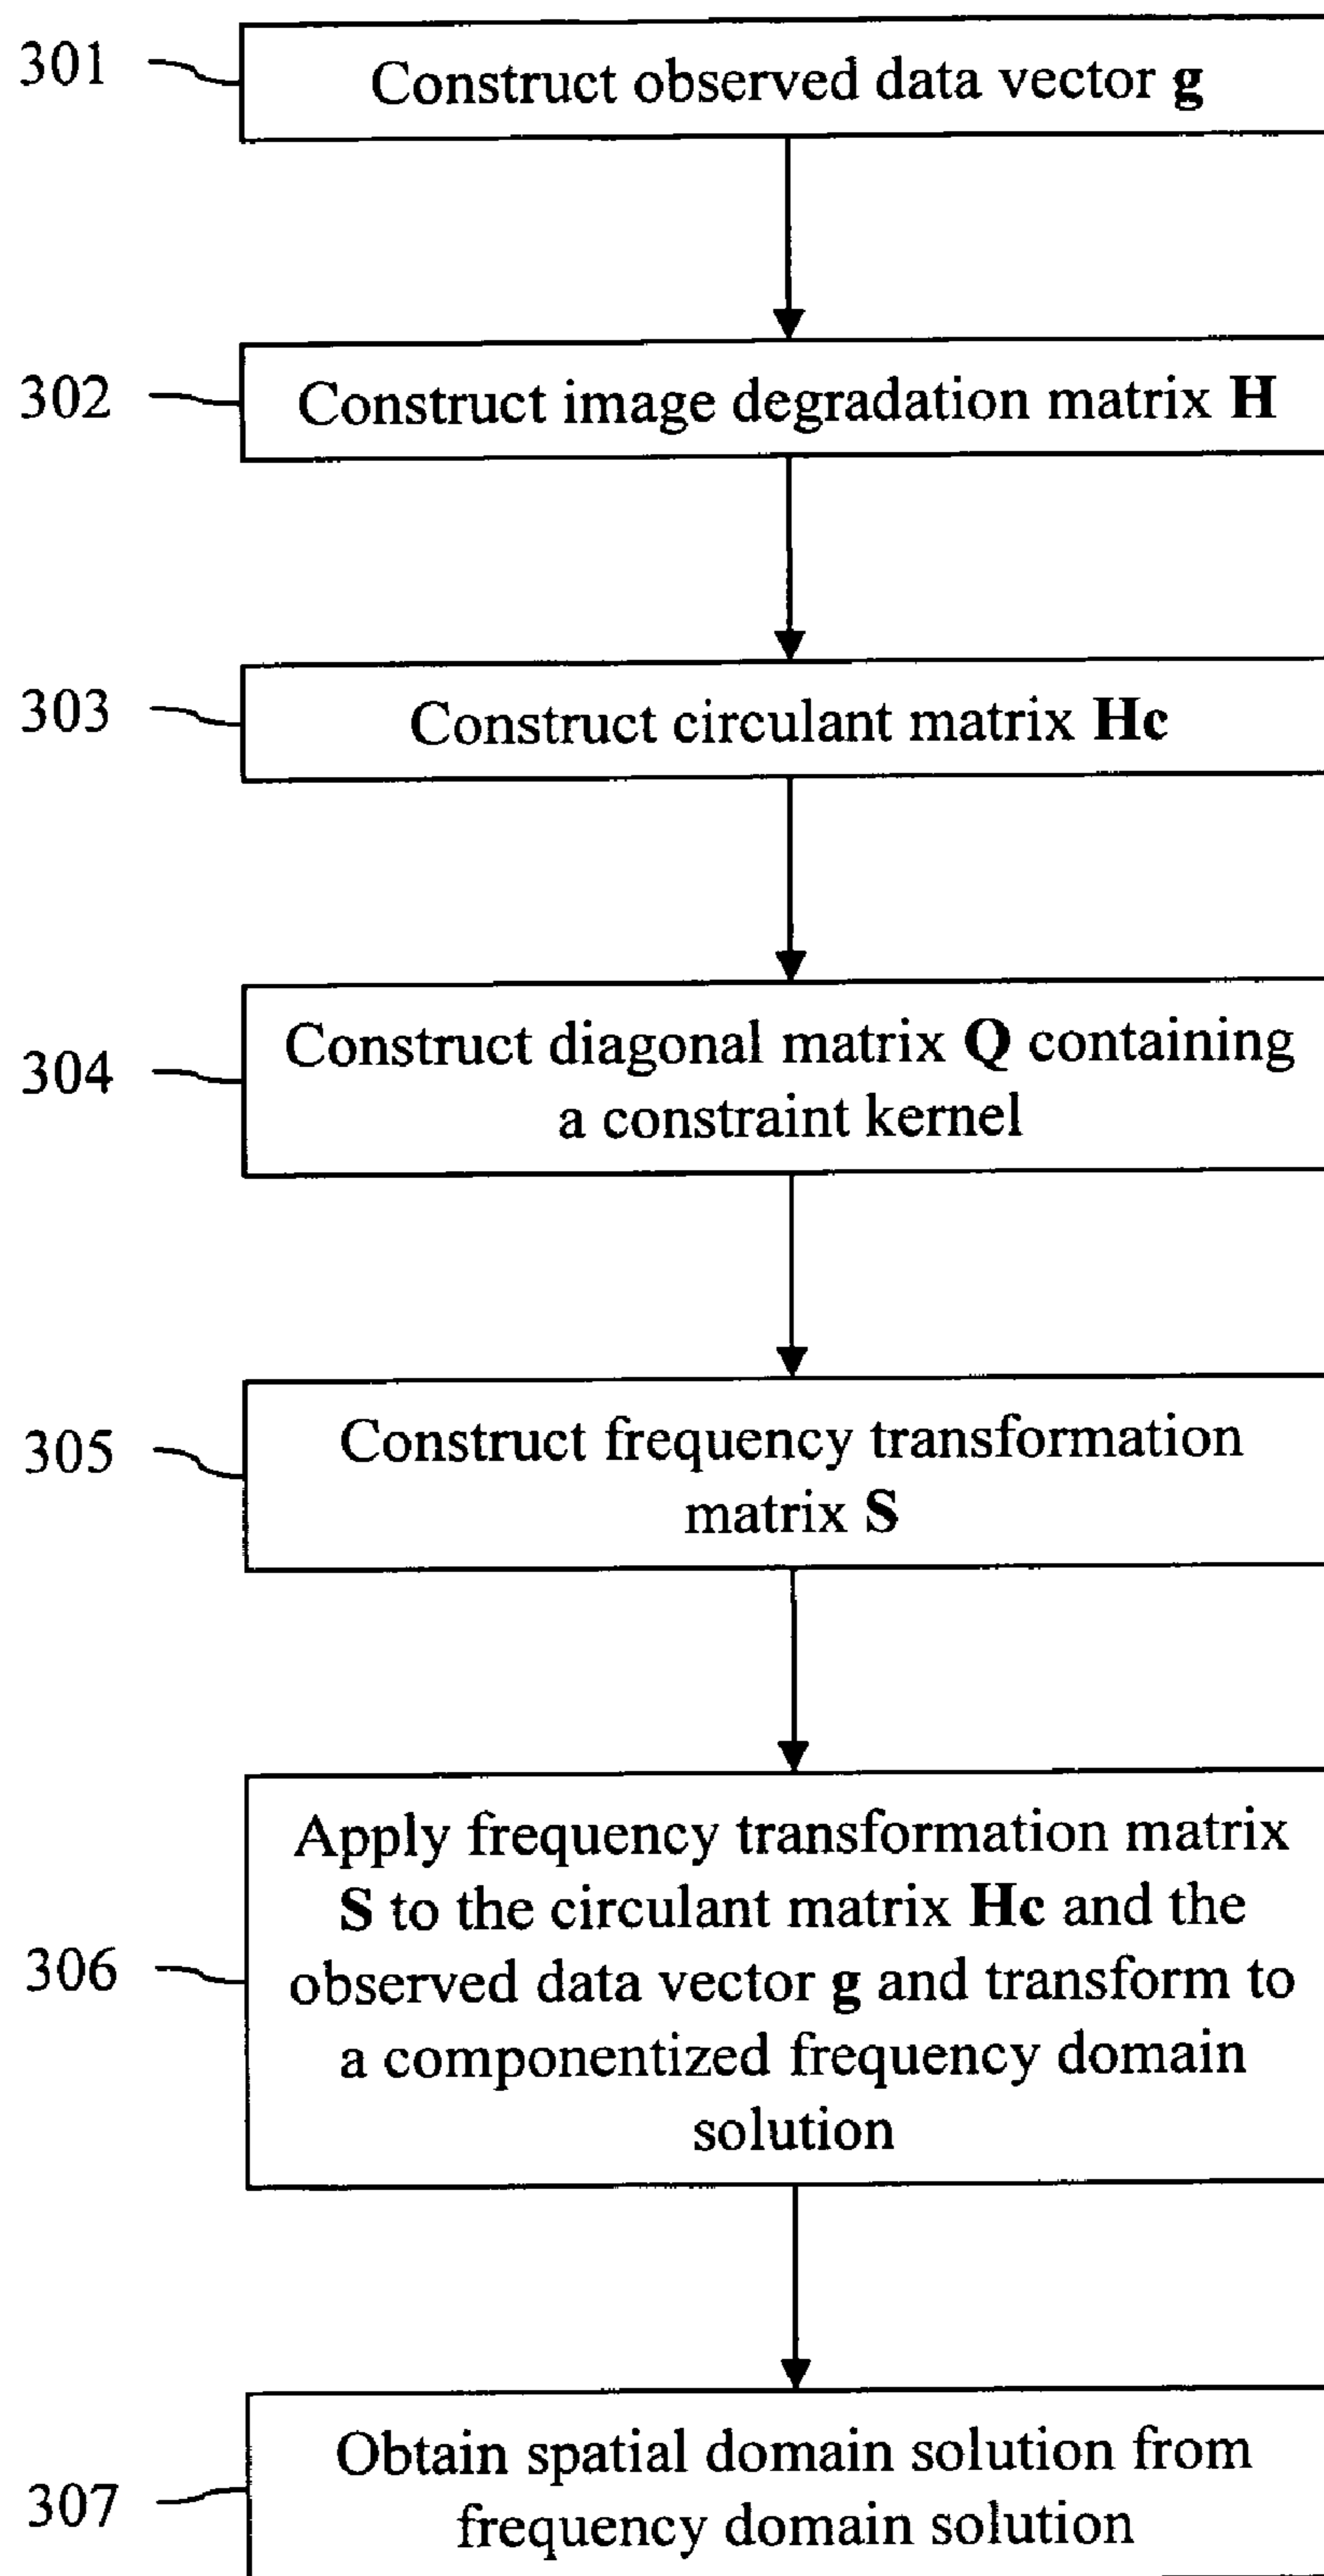 301
Construct observed data vector g
302
Construct image degradation matrix H
303
Construct circulant matrix Hc
304
Construct diagonal matrix Q containing
a constraint kernel
305
Construct frequency transformation
matrix S
306
Apply frequency transformation matrix
S to the circulant matrix Hc and the
observed data vector g and transform to
a componentized frequency domain
solution
307
Obtain spatial domain solution from
frequency domain solution